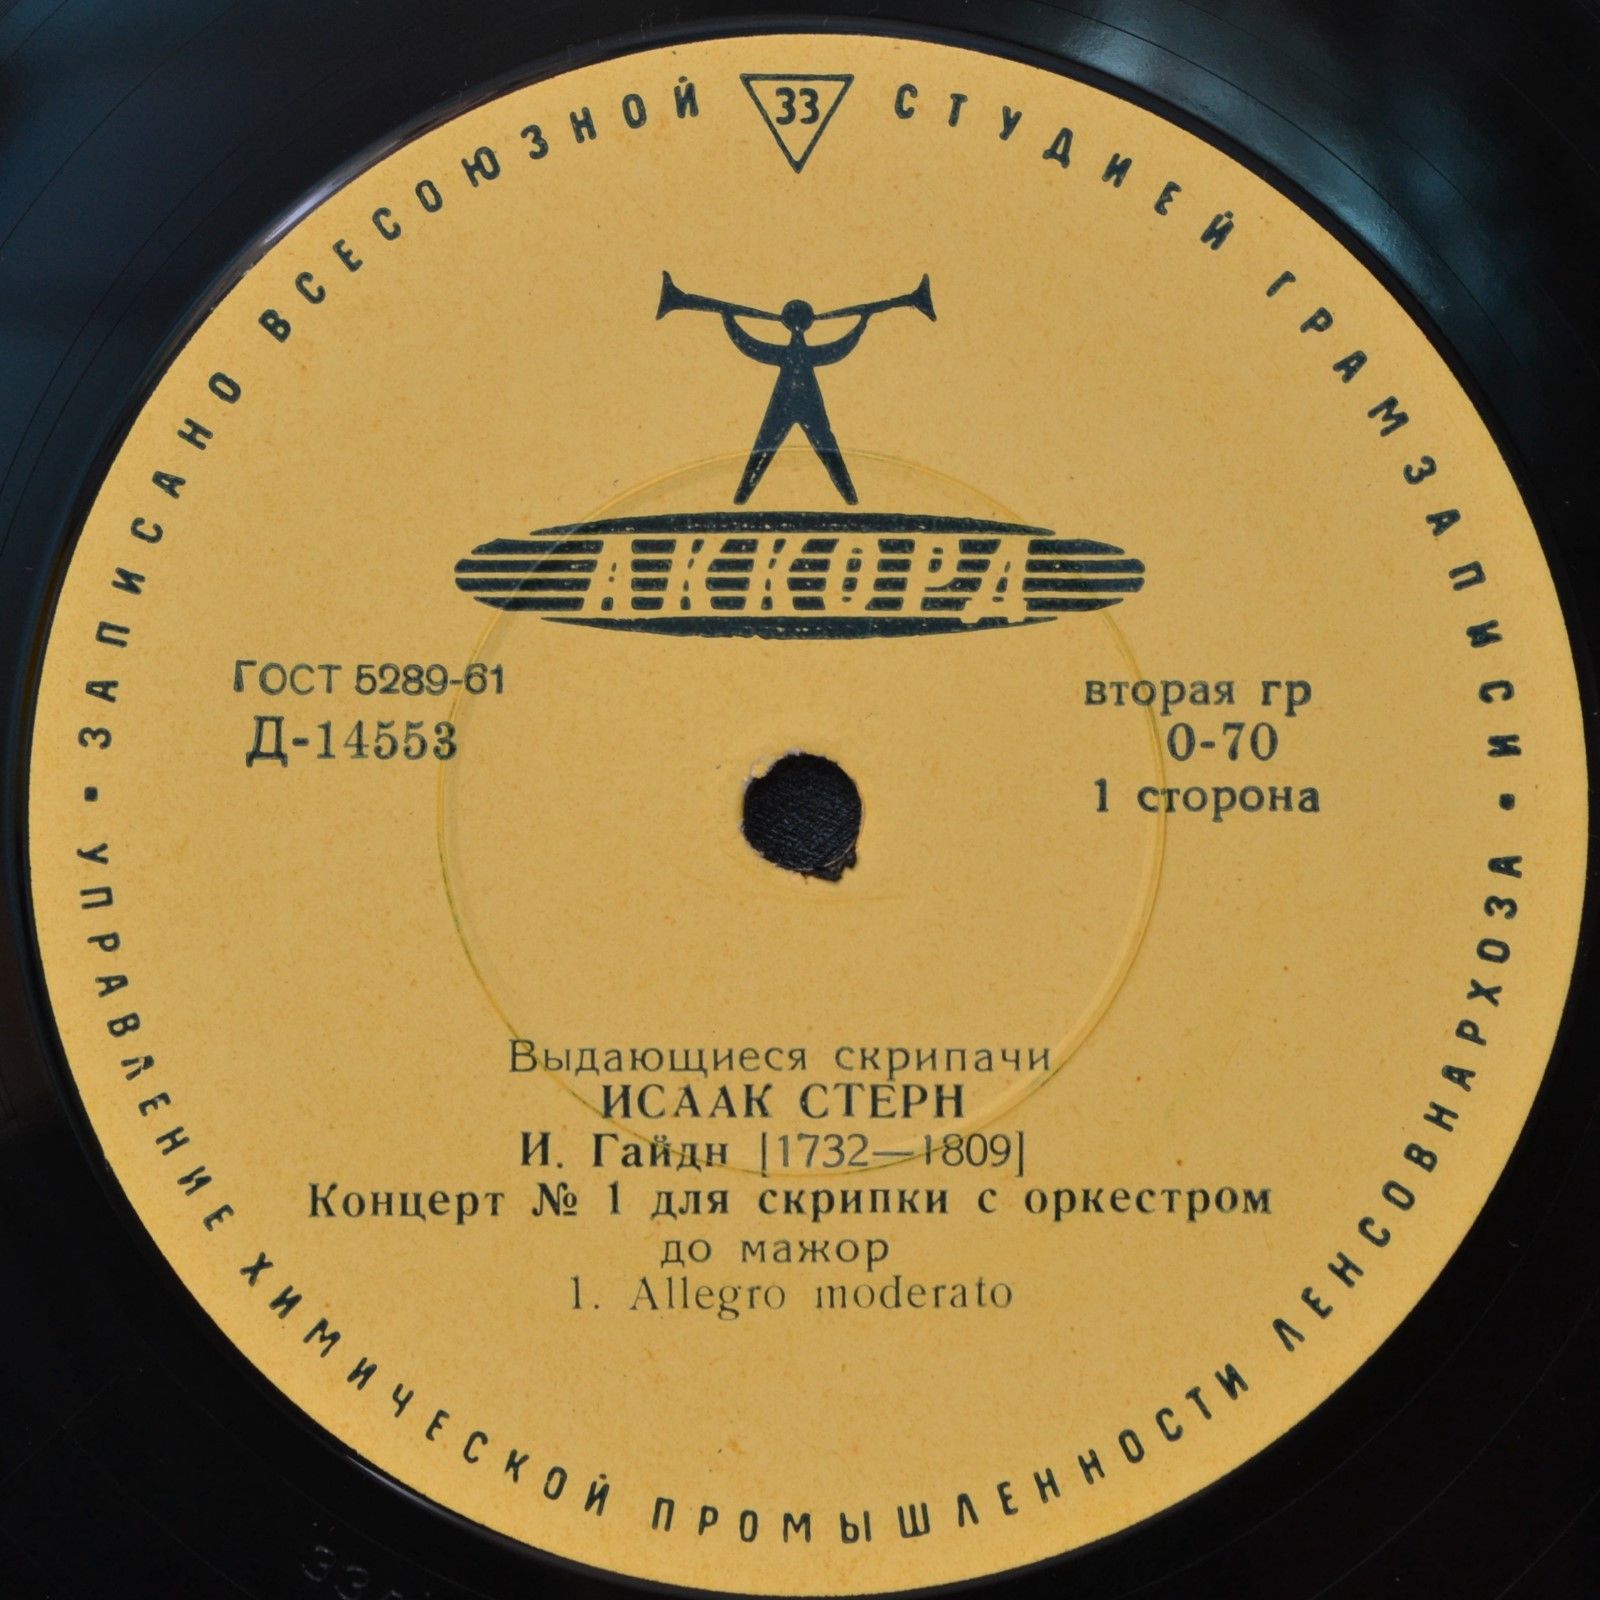 ЗАПИСАНО ВСЕСОЮЗНОЙ СТУДИЕЙ ГРАМЗАПИСИ •
33
АККОРД
ГОСТ 5289-61
Д-14553
вторая гр
0-70
1 сторона
Выдающиеся скрипачи
ИСААК СТЕРН
И. Гайдн [1732—1809]
Концерт № 1 для скрипки с оркестром
до мажор
1. Allegro moderato
УПРАВЛЕНИЕ ХИМИЧЕСКОЙ ПРОМЫШЛЕННОСТИ ЛЕНСОВНАРХОЗА •